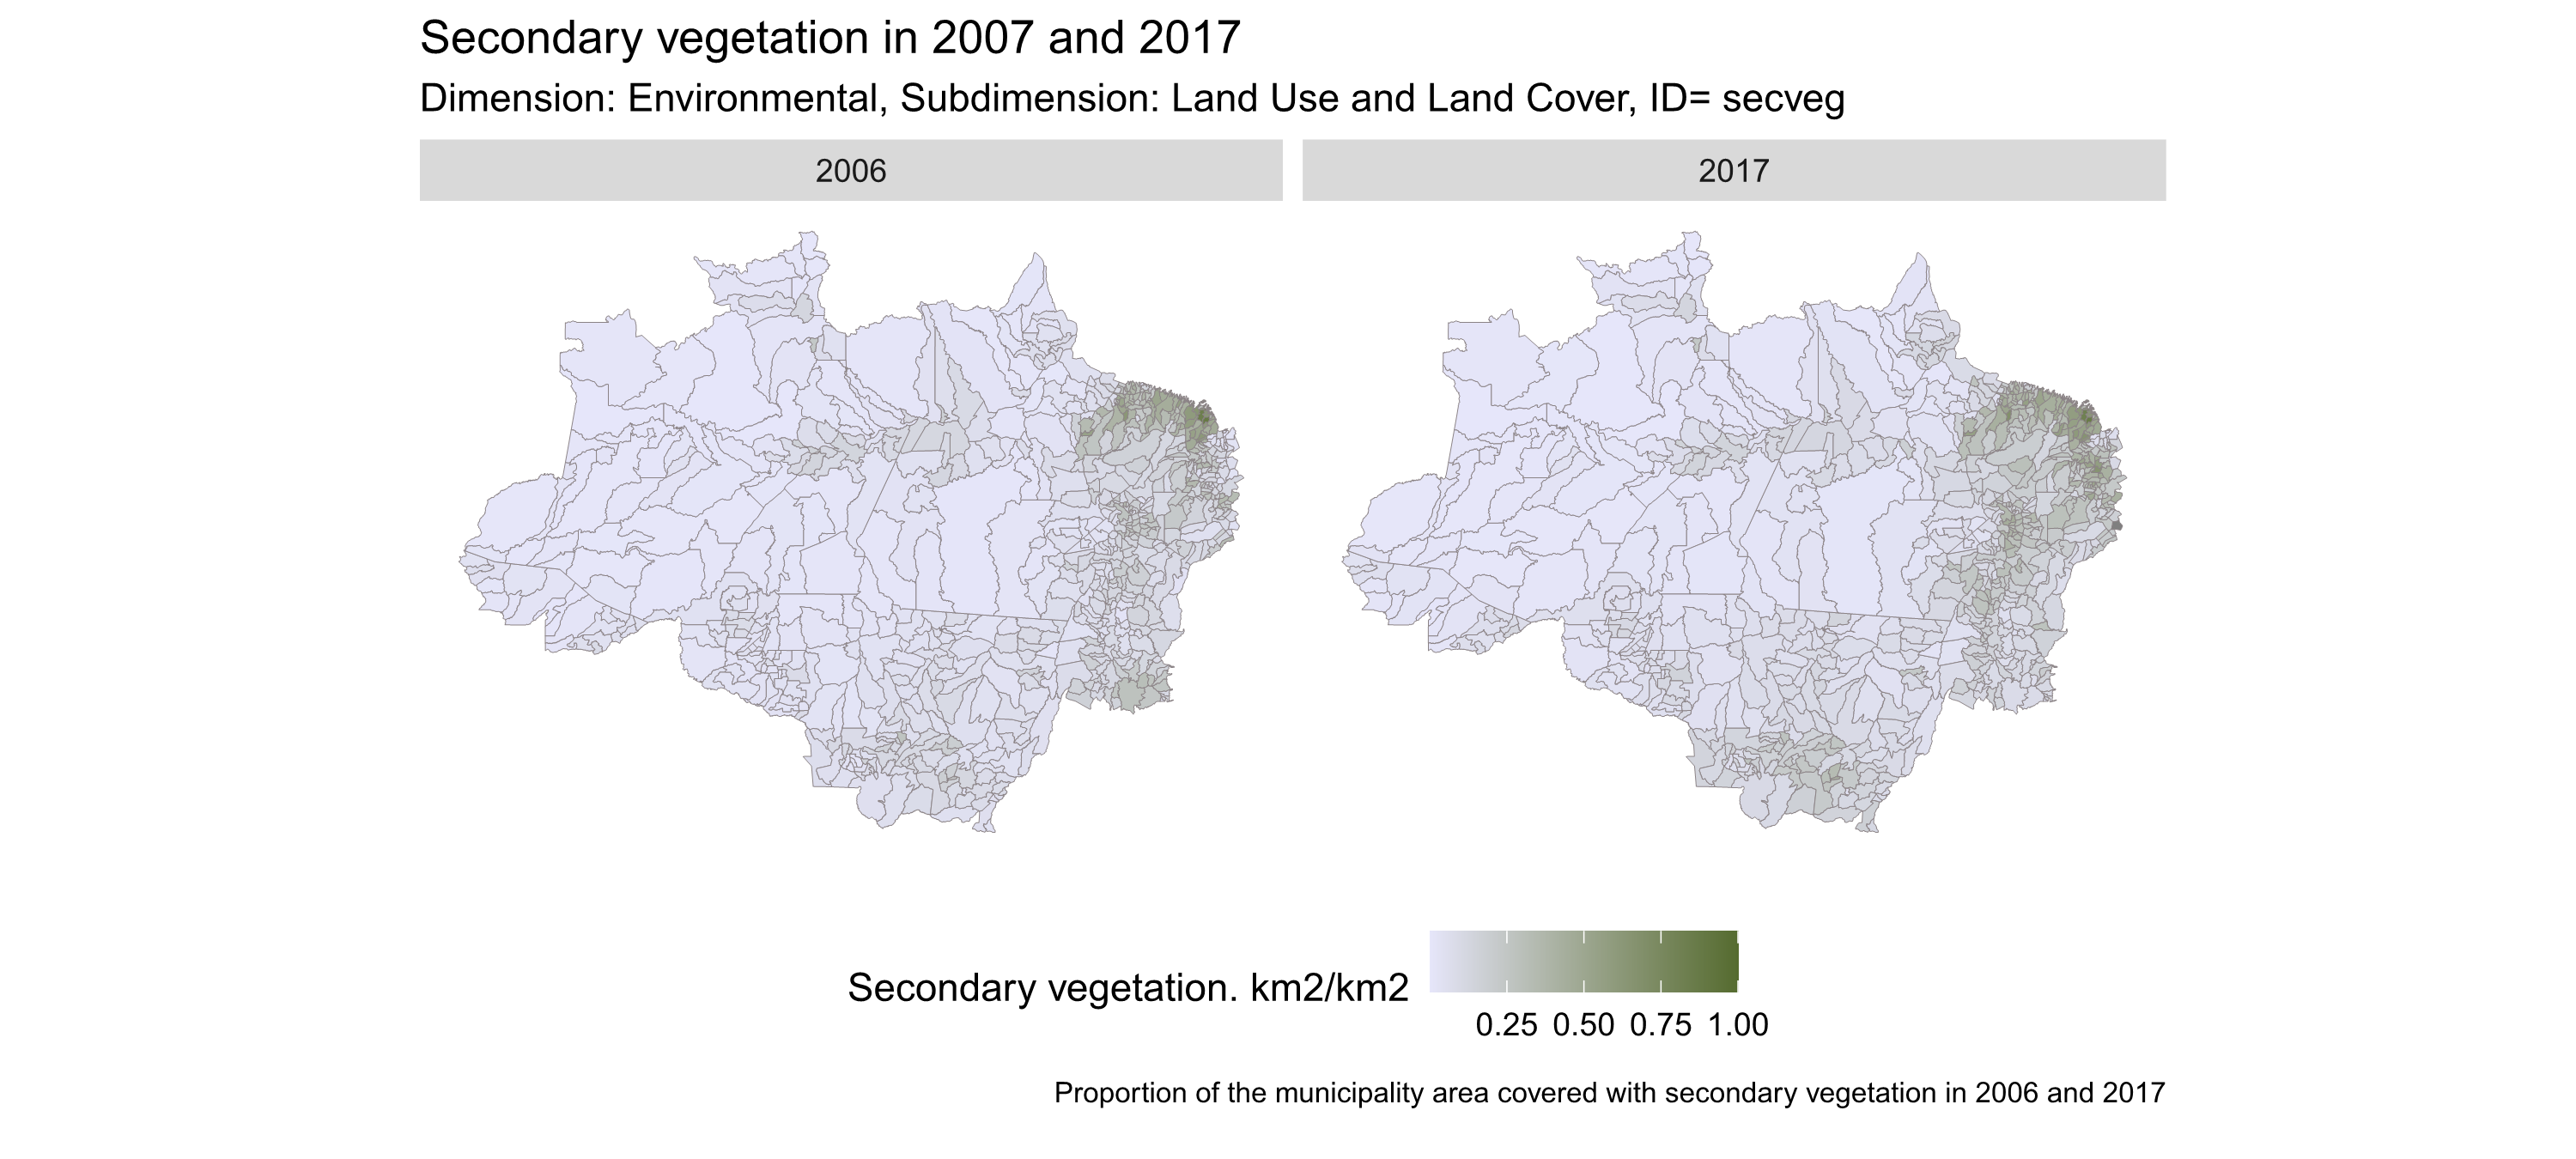 Secondary vegetation in 2007 and 2017
Dimension: Environmental, Subdimension: Land Use and Land Cover, ID= secveg
2006
2017
Secondary vegetation. km2/km2
0.25 0.50 0.75 1.00
Proportion of the municipality area covered with secondary vegetation in 2006 and 2017